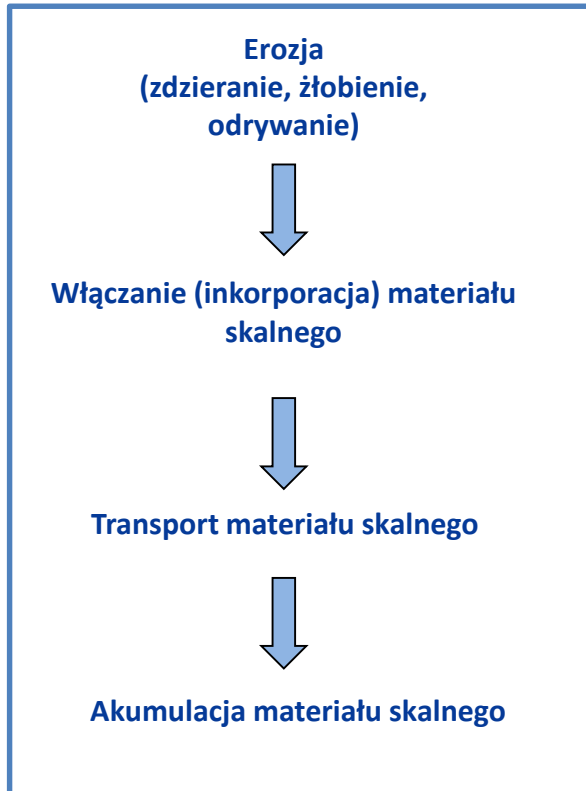 Erozja
(zdzieranie, żłobienie,
odrywanie)
Włączanie (inkorporacja) materiału
skalnego
Transport materiału skalnego
Akumulacja materiału skalnego